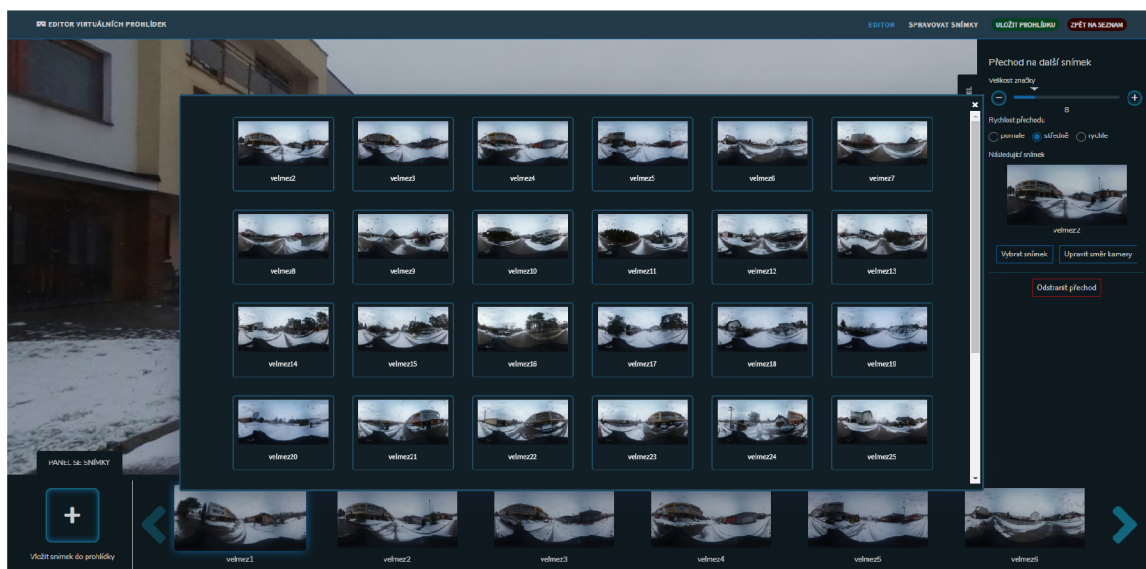 EDITOR VIRTUÁLNÍCH PROHLÍDEK
EDITOR SPRAVOVAT SNÍMKY ULOŽIT PROHLÍDKU ZPĚT NA SEZNAM
Přechod na další snímek
Velikost značky
8
Rychlost přechodu
pomale středně rychle
Následující snímek
velmez2
Vybrat snímek Upravit směr kamery
Odstranit přechod
velmez2 velmez3 velmez4 velmez5 velmez6 velmez7
velmez8 velmez9 velmez10 velmez11 velmez12 velmez13
velmez14 velmez15 velmez16 velmez17 velmez18 velmez19
velmez20 velmez21 velmez22 velmez23 velmez24 velmez25
PANEL SE SNÍMKY
Vložit snímek do prohlídky
velmez1 velmez2 velmez3 velmez4 velmez5 velmez6